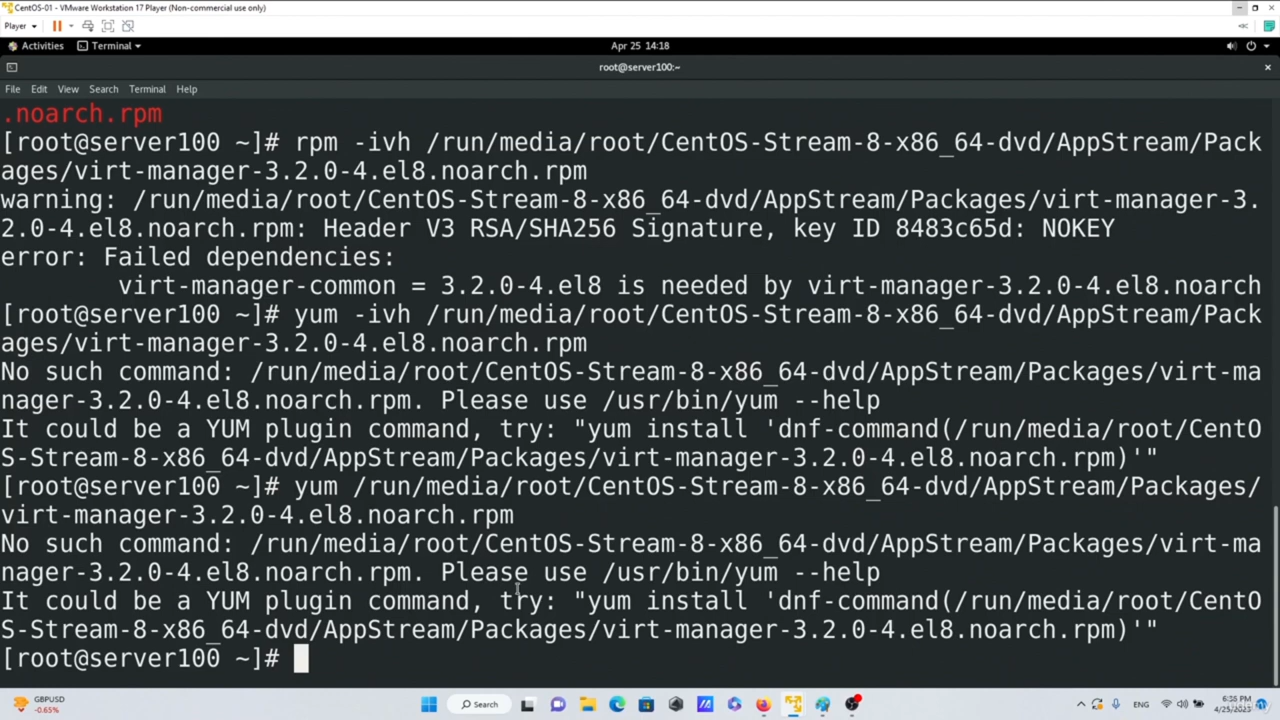 CentOS-01 - VMware Workstation 17 Player (Non-commercial use only)
Player
Activities
Terminal
Apr 25 14:18
root@server100:~
File Edit View Search Terminal Help
.noarch.rpm
[root@server100 ~]# rpm -ivh /run/media/root/CentOS-Stream-8-x86_64-dvd/AppStream/Pack
ages/virt-manager-3.2.0-4.el8.noarch.rpm
warning: /run/media/root/CentOS-Stream-8-x86_64-dvd/AppStream/Packages/virt-manager-3.
2.0-4.el8.noarch.rpm: Header V3 RSA/SHA256 Signature, key ID 8483c65d: NOKEY
error: Failed dependencies:
virt-manager-common = 3.2.0-4.el8 is needed by virt-manager-3.2.0-4.el8.noarch
[root@server100 ~]# yum -ivh /run/media/root/CentOS-Stream-8-x86_64-dvd/AppStream/Pack
ages/virt-manager-3.2.0-4.el8.noarch.rpm
No such command: /run/media/root/CentOS-Stream-8-x86_64-dvd/AppStream/Packages/virt-ma
nager-3.2.0-4.el8.noarch.rpm. Please use /usr/bin/yum --help
It could be a YUM plugin command, try: "yum install 'dnf-command(/run/media/root/CentO
S-Stream-8-x86_64-dvd/AppStream/Packages/virt-manager-3.2.0-4.el8.noarch.rpm)'"
[root@server100 ~]# yum /run/media/root/CentOS-Stream-8-x86_64-dvd/AppStream/Packages/
virt-manager-3.2.0-4.el8.noarch.rpm
No such command: /run/media/root/CentOS-Stream-8-x86_64-dvd/AppStream/Packages/virt-ma
nager-3.2.0-4.el8.noarch.rpm. Please use /usr/bin/yum --help
It could be a YUM plugin command, try: "yum install 'dnf-command(/run/media/root/CentO
S-Stream-8-x86_64-dvd/AppStream/Packages/virt-manager-3.2.0-4.el8.noarch.rpm)'"
[root@server100 ~]#
GBPUSD
-0.65%
Search
ENG
6:35 PM
4/25/2023